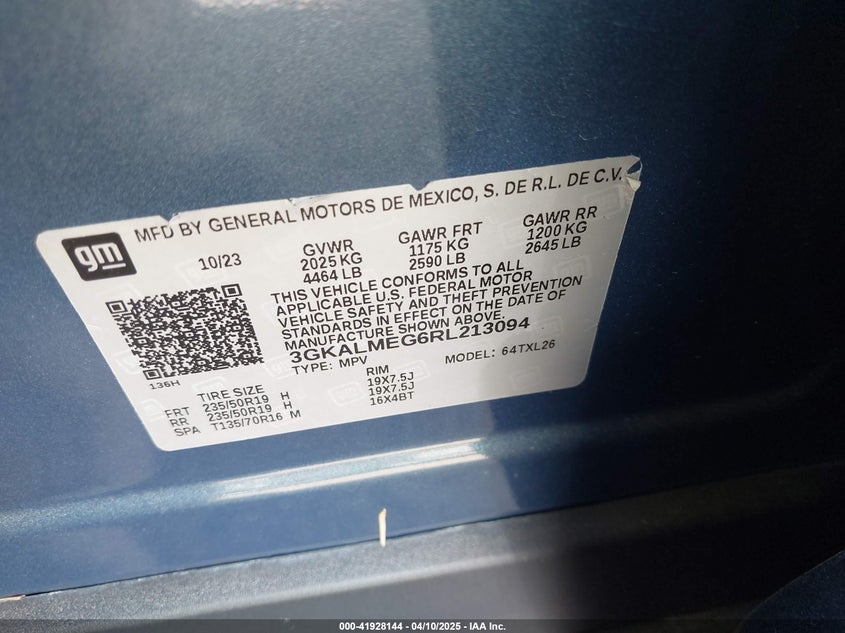 MFD BY GENERAL MOTORS DE MEXICO, S. DE R.L. DE C.V.
gm
10/23
GVWR GAWR FRT GAWR RR
2025 KG 1175 KG 1200 KG
4464 LB 2590 LB 2645 LB
THIS VEHICLE CONFORMS TO ALL
APPLICABLE U.S. FEDERAL MOTOR
VEHICLE SAFETY AND THEFT PREVENTION
STANDARDS IN EFFECT ON THE DATE OF
MANUFACTURE SHOWN ABOVE.
3GKALMEG6RL213094
TYPE: MPV MODEL: 64TXL26
136H
TIRE SIZE RIM
FRT 235/50R19 H 19X7.5J
RR 235/50R19 H 19X7.5J
SPA T135/70R16 M 16X4BT
000-41928144 - 04/10/2025 - IAA Inc.